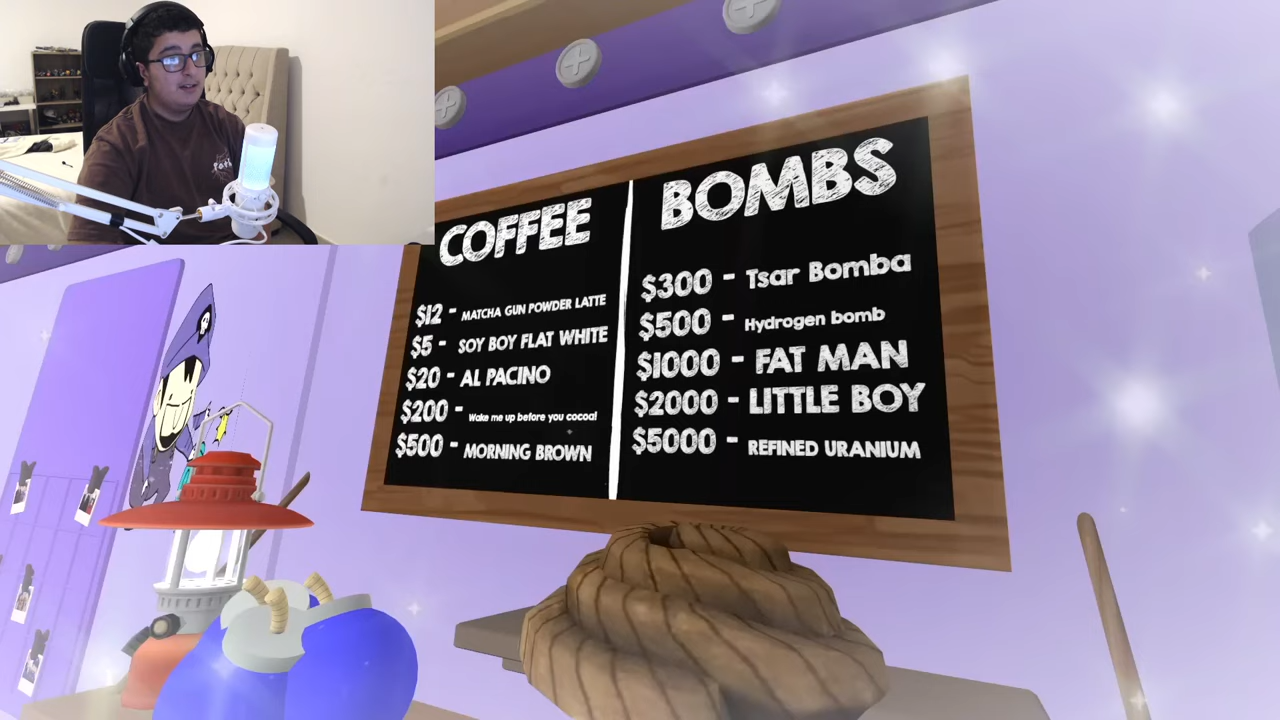 COFFEE
$12 - MATCHA GUN POWDER LATTE
$5 - SOY BOY FLAT WHITE
$20 - AL PACINO
$200 - Wake me up before you cocoa!
$500 - MORNING BROWN
BOMBS
$300 - Tsar Bomba
$500 - Hydrogen bomb
$1000 - FAT MAN
$2000 - LITTLE BOY
$5000 - REFINED URANIUM